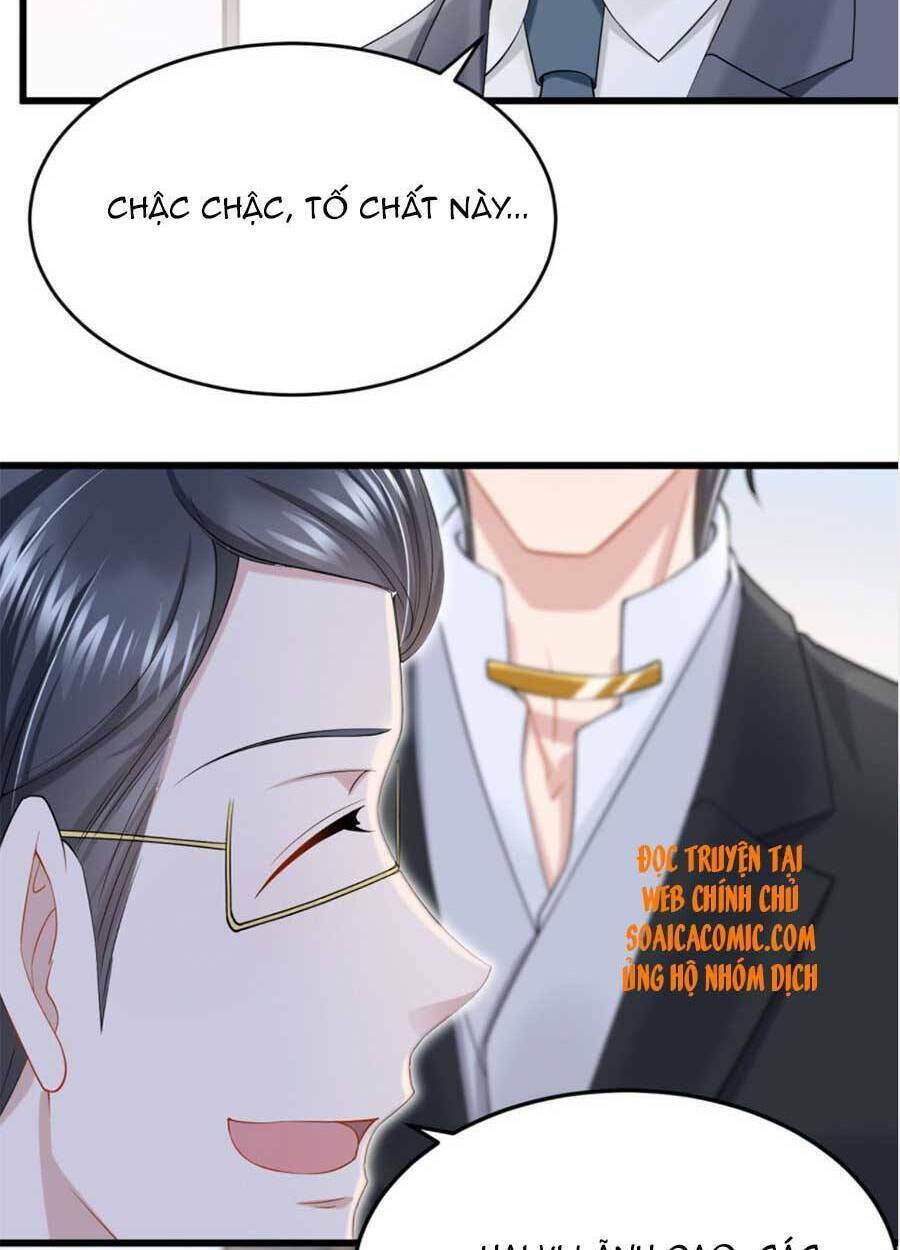 CHẬC CHẬC, TỐ CHẤT NÀY...
ĐỌC TRUYỆN TẠI
WEB CHÍNH CHỦ
SOAICACOMIC.COM
ỦNG HỘ NHÓM DỊCH